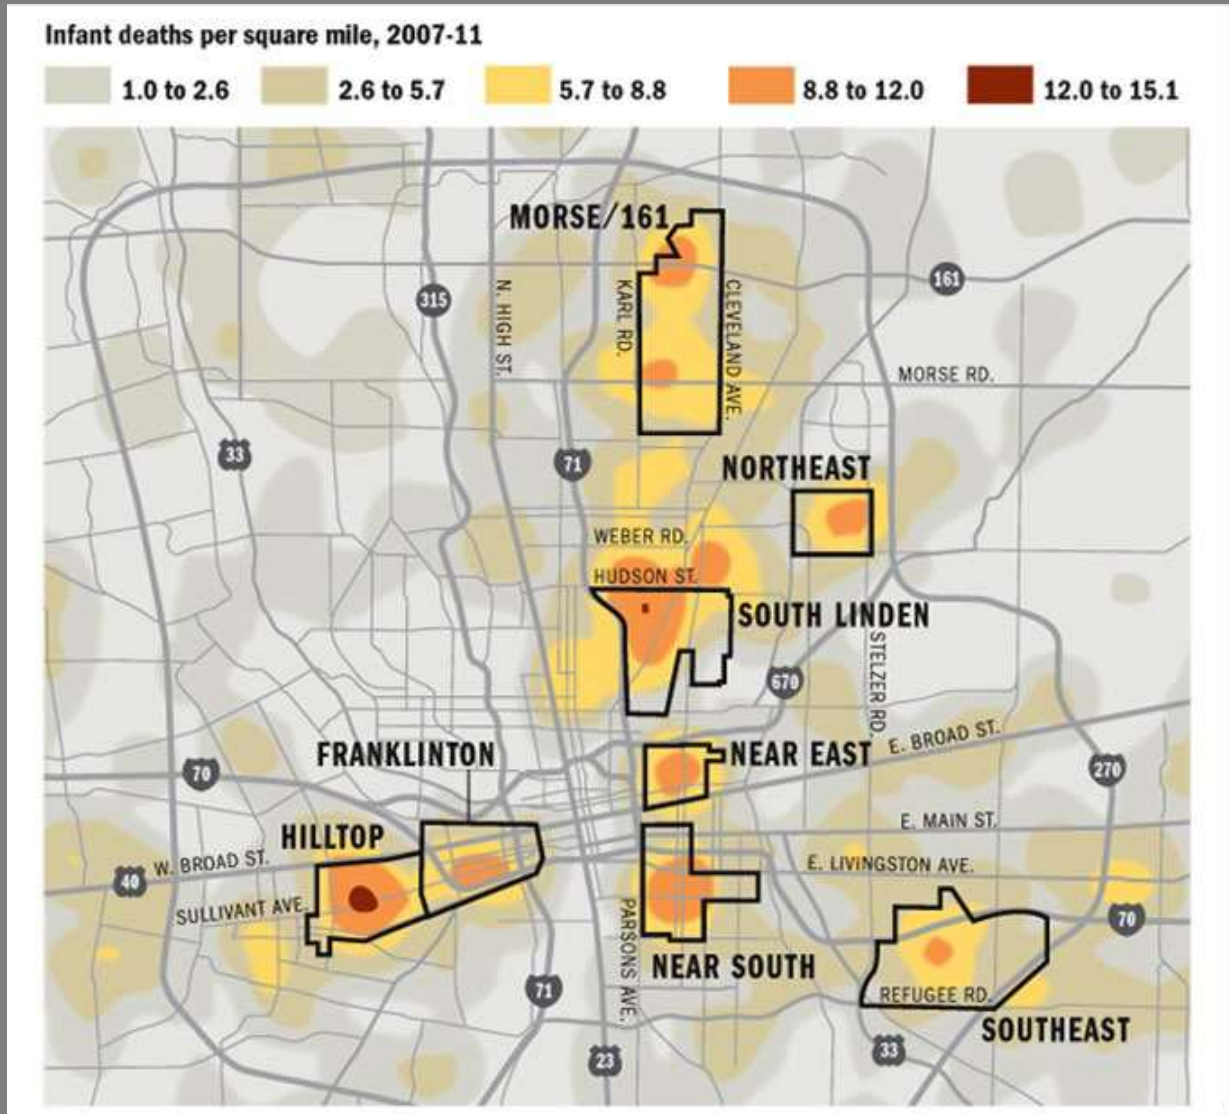 Infant deaths per square mile, 2007-11
1.0 to 2.6
2.6 to 5.7
5.7 to 8.8
8.8 to 12.0
12.0 to 15.1
MORSE/161
161
315
N. HIGH ST.
KARL RD.
CLEVELAND AVE.
MORSE RD.
33
71
NORTHEAST
WEBER RD.
HUDSON ST.
SOUTH LINDEN
STELZER RD.
670
FRANKLINTON
NEAR EAST
E. BROAD ST.
70
270
HILLTOP
E. MAIN ST.
W. BROAD ST.
E. LIVINGSTON AVE.
40
SULLIVANT AVE.
PARSONS AVE.
70
NEAR SOUTH
71
REFUGEE RD.
SOUTHEAST
23
33